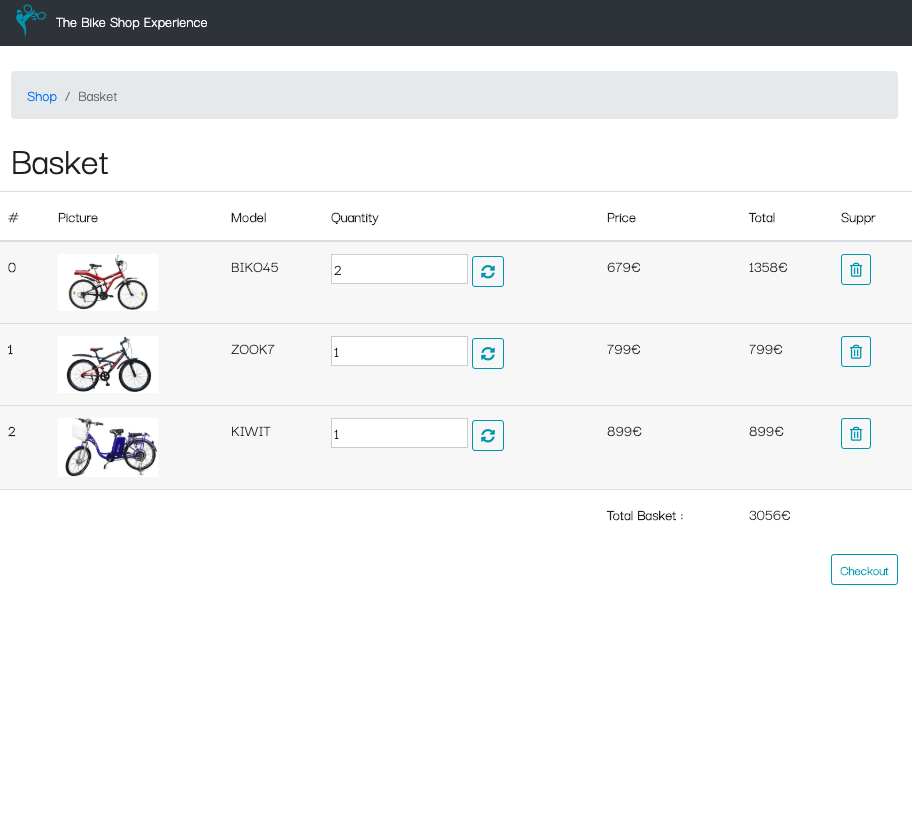 The Bike Shop Experience
Shop / Basket
Basket
# Picture Model Quantity Price Total Suppr
0 BIKO45 2 679€ 1358€
1 ZOOK7 1 799€ 799€
2 KIWIT 1 899€ 899€
Total Basket : 3056€
Checkout